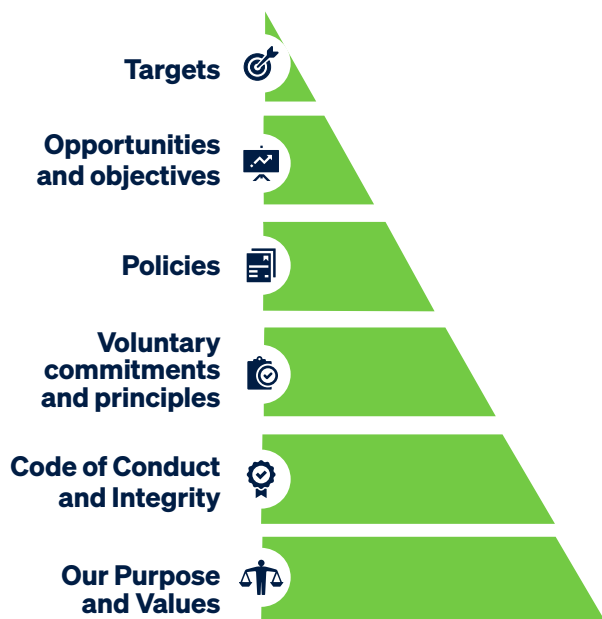 Targets
Opportunities
and objectives
Policies
Voluntary
commitments
and principles
Code of Conduct
and Integrity
Our Purpose
and Values